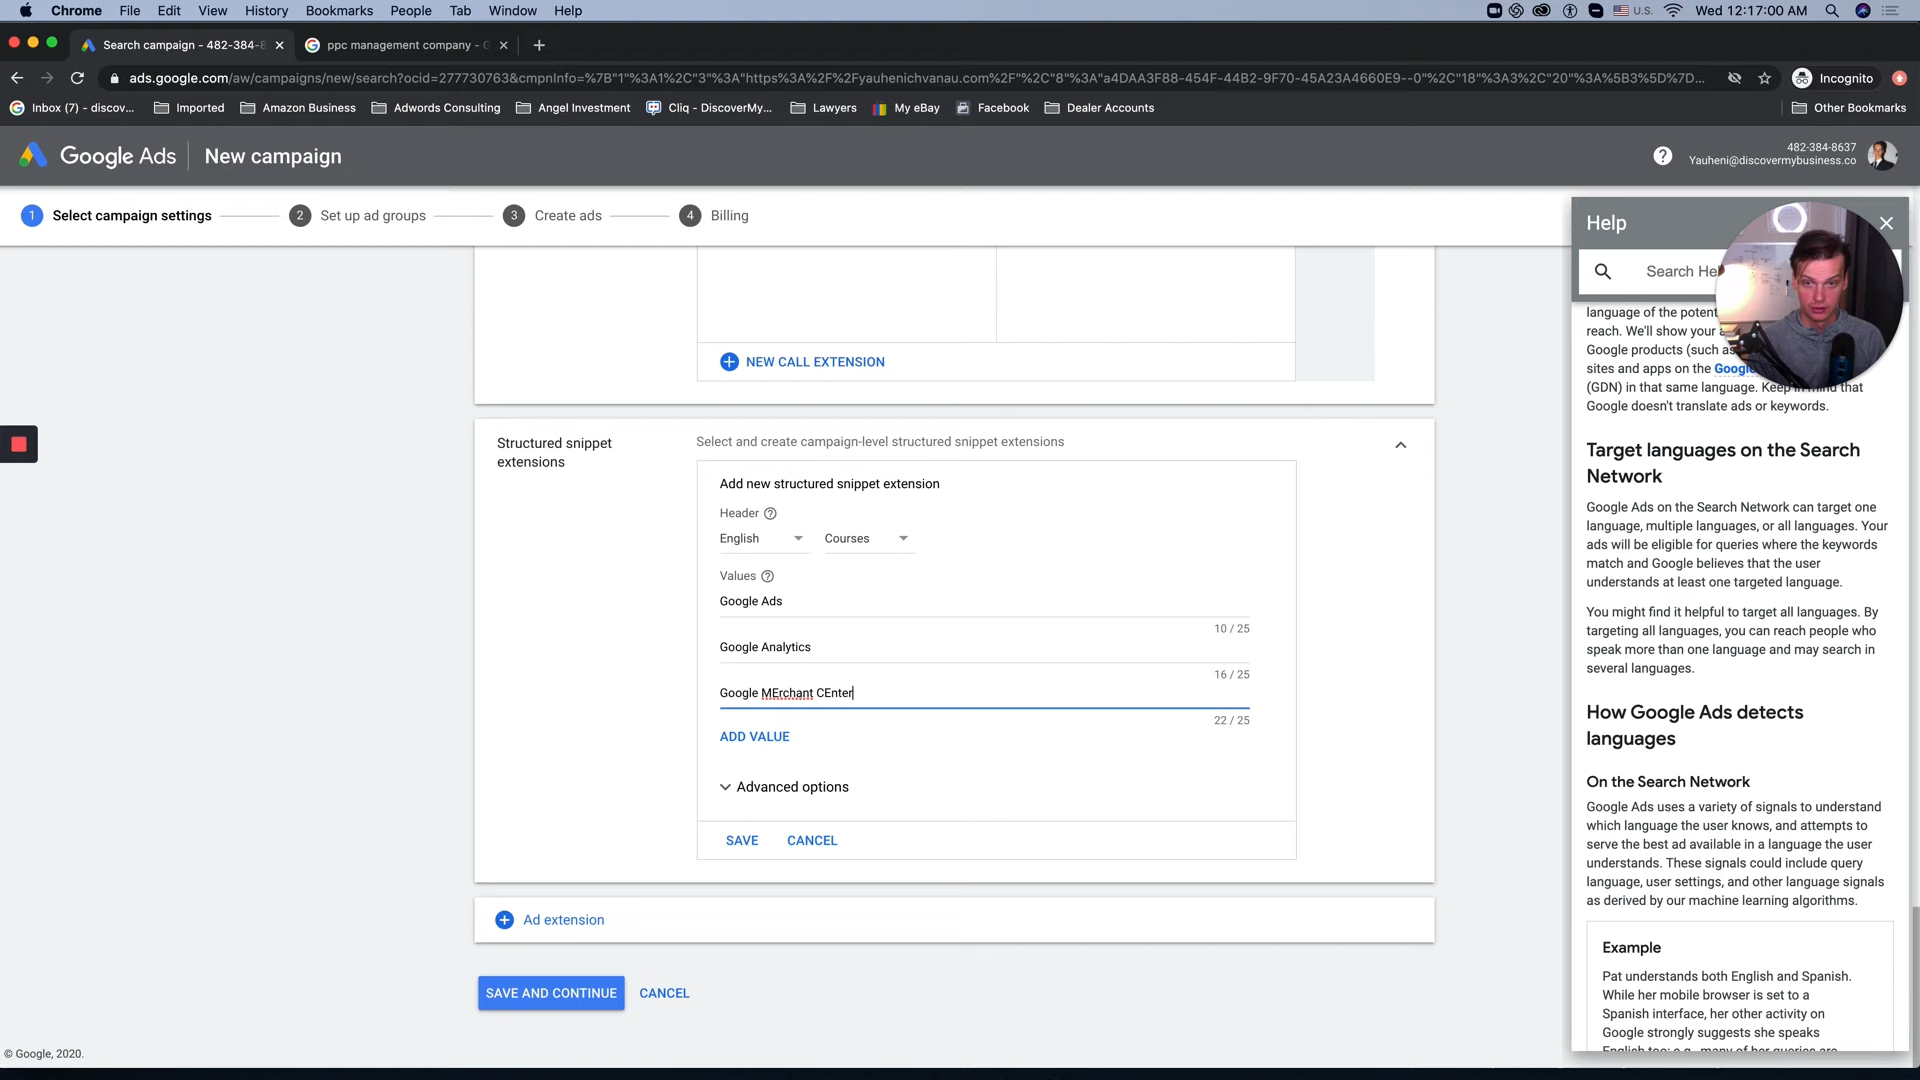 Chrome File Edit View History Bookmarks People Tab Window Help
U.S. Wed 12:17:00 AM
Search campaign - 482-384-8
ppc management company - G
ads.google.com/aw/campaigns/new/search?ocid=277730763&cmpnInfo=%7B"1"%3A1%2C"3"%3A"https%3A%2F%2Fyauhenichvanau.com%2F"%2C"8"%3A"a4DAA3F88-454F-44B2-9F70-45A23A4660E9--0"%2C"18"%3A3%2C"20"%3A%5B3%5D%7D...
Incognito
Inbox (7) - discov... Imported Amazon Business Adwords Consulting Angel Investment Cliq - DiscoverMy... Lawyers My eBay Facebook Dealer Accounts Other Bookmarks
Google Ads New campaign
482-384-8637
Yauheni@discovermybusiness.co
1 Select campaign settings 2 Set up ad groups 3 Create ads 4 Billing
NEW CALL EXTENSION
Structured snippet
extensions
Select and create campaign-level structured snippet extensions
Add new structured snippet extension
Header
English Courses
Values
Google Ads
10 / 25
Google Analytics
16 / 25
Google MErchant CEnter
22 / 25
ADD VALUE
Advanced options
SAVE CANCEL
Ad extension
SAVE AND CONTINUE CANCEL
© Google, 2020.
Help
Search He
language of the potent
reach. We'll show your a
Google products (such as
sites and apps on the Google
(GDN) in that same language. Keep in mind that
Google doesn't translate ads or keywords.
Target languages on the Search
Network
Google Ads on the Search Network can target one
language, multiple languages, or all languages. Your
ads will be eligible for queries where the keywords
match and Google believes that the user
understands at least one targeted language.
You might find it helpful to target all languages. By
targeting all languages, you can reach people who
speak more than one language and may search in
several languages.
How Google Ads detects
languages
On the Search Network
Google Ads uses a variety of signals to understand
which language the user knows, and attempts to
serve the best ad available in a language the user
understands. These signals could include query
language, user settings, and other language signals
as derived by our machine learning algorithms.
Example
Pat understands both English and Spanish.
While her mobile browser is set to a
Spanish interface, her other activity on
Google strongly suggests she speaks
English too: e.g., many of her queries are